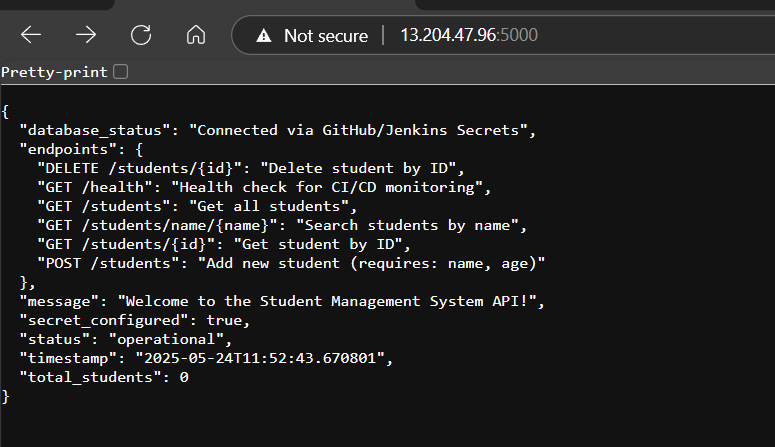 Not secure | 13.204.47.96:5000
Pretty-print
{
  "database_status": "Connected via GitHub/Jenkins Secrets",
  "endpoints": {
    "DELETE /students/{id}": "Delete student by ID",
    "GET /health": "Health check for CI/CD monitoring",
    "GET /students": "Get all students",
    "GET /students/name/{name}": "Search students by name",
    "GET /students/{id}": "Get student by ID",
    "POST /students": "Add new student (requires: name, age)"
  },
  "message": "Welcome to the Student Management System API!",
  "secret_configured": true,
  "status": "operational",
  "timestamp": "2025-05-24T11:52:43.670801",
  "total_students": 0
}